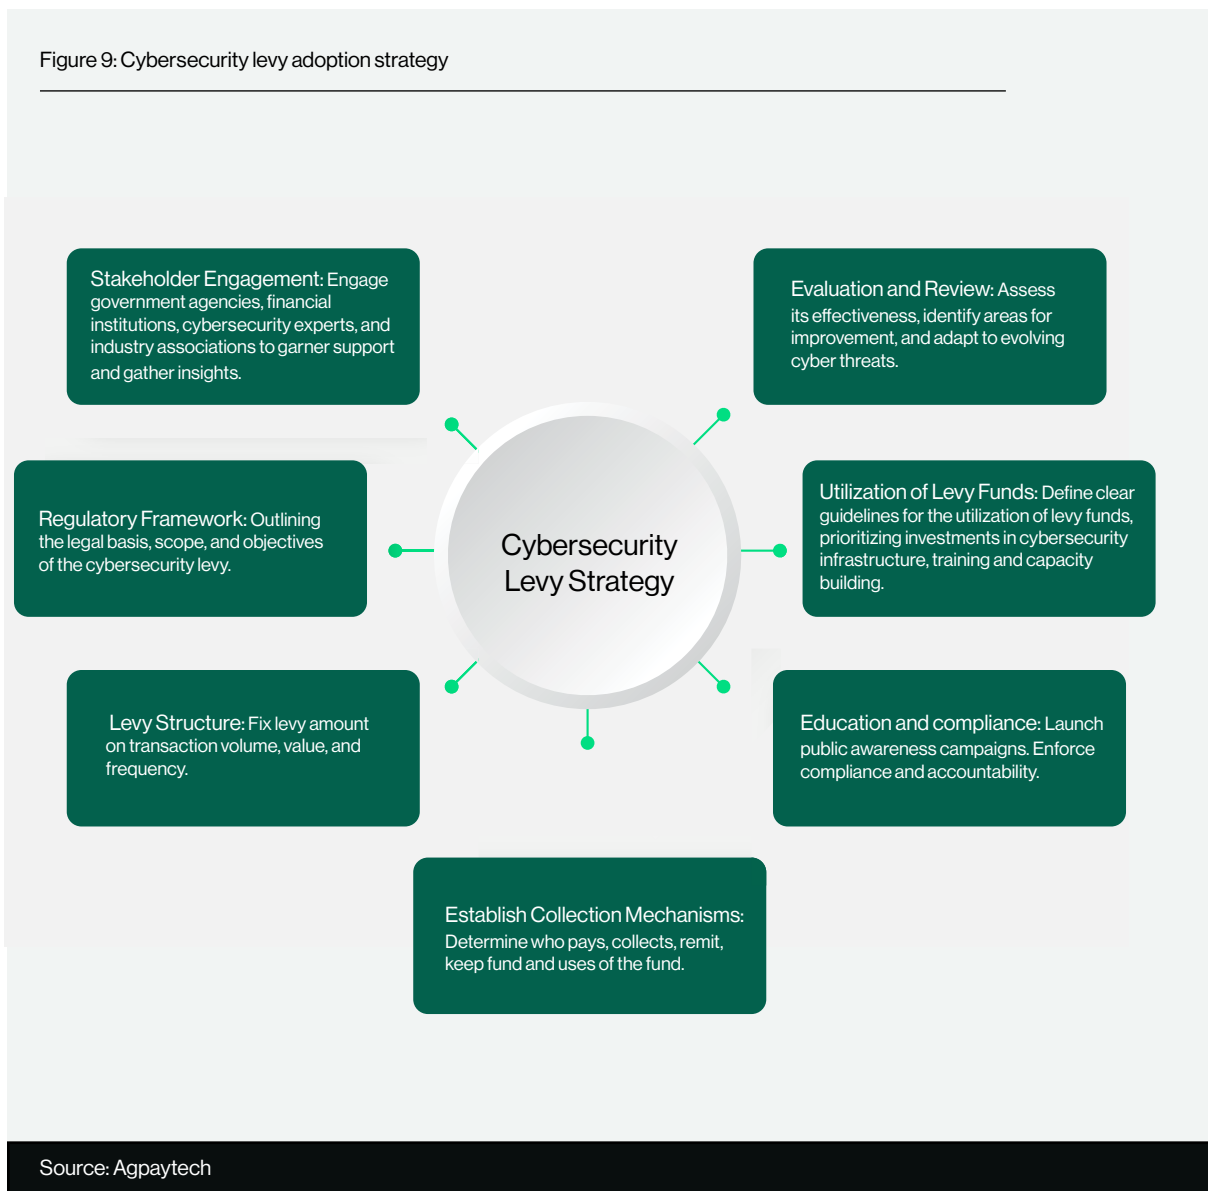 Figure 9: Cybersecurity levy adoption strategy
Stakeholder Engagement: Engage
government agencies, financial
institutions, cybersecurity experts, and
industry associations to garner support
and gather insights.
Evaluation and Review: Assess
its effectiveness, identify areas for
improvement, and adapt to evolving
cyber threats.
Regulatory Framework: Outlining
the legal basis, scope, and objectives
of the cybersecurity levy.
Cybersecurity
Levy Strategy
Utilization of Levy Funds: Define clear
guidelines for the utilization of levy funds,
prioritizing investments in cybersecurity
infrastructure, training and capacity
building.
Levy Structure: Fix levy amount
on transaction volume, value, and
frequency.
Education and compliance: Launch
public awareness campaigns. Enforce
compliance and accountability.
Establish Collection Mechanisms:
Determine who pays, collects, remit,
keep fund and uses of the fund.
Source: Agpaytech